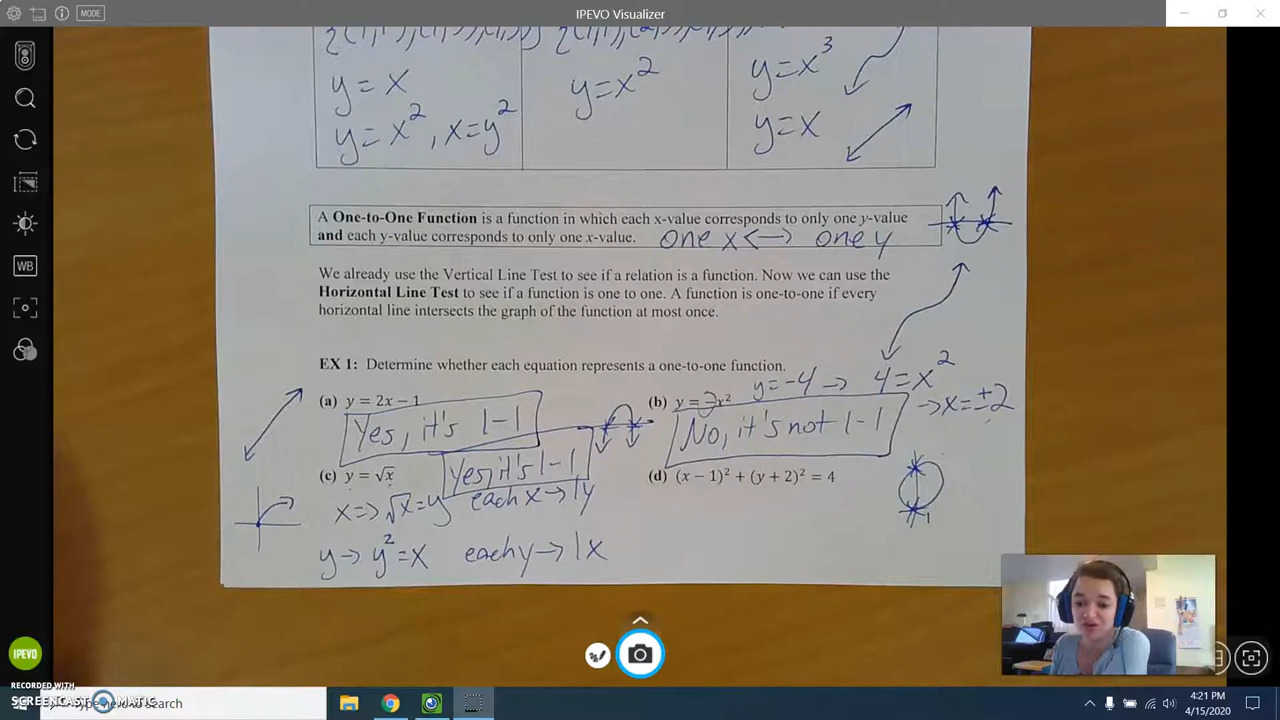 IPEVO Visualizer
MODE
WB
y=x
y=x², x=y²
y=x²
y=x³
y=x
A One-to-One Function is a function in which each x-value corresponds to only one y-value
and each y-value corresponds to only one x-value. one x <-> one y
We already use the Vertical Line Test to see if a relation is a function. Now we can use the
Horizontal Line Test to see if a function is one to one. A function is one-to-one if every
horizontal line intersects the graph of the function at most once.
EX 1: Determine whether each equation represents a one-to-one function.
(a) y = 2x – 1
Yes, it's 1-1
(b) y = –x² y=-4 → 4=x²
→x=±2
No, it's not 1-1
(c) y = √x Yes, it's 1-1
x=> √x=y each x→1y
y→ y²=x each y→1x
(d) (x – 1)² + (y + 2)² = 4
1
IPEVO
RECORDED WITH
SCREENCAST MATIC
search
4:21 PM
4/15/2020